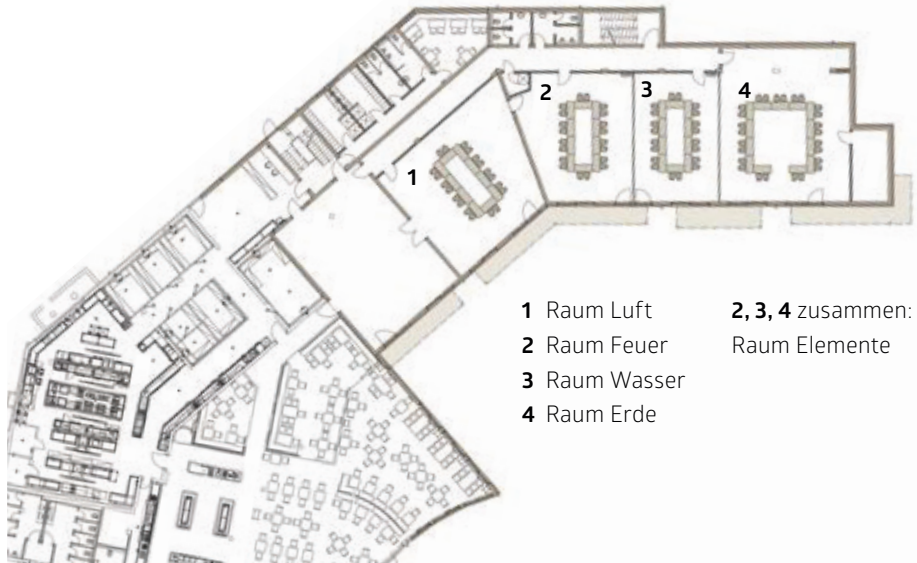 2
3
4
1
1 Raum Luft
2 Raum Feuer
3 Raum Wasser
4 Raum Erde
2, 3, 4 zusammen:
Raum Elemente